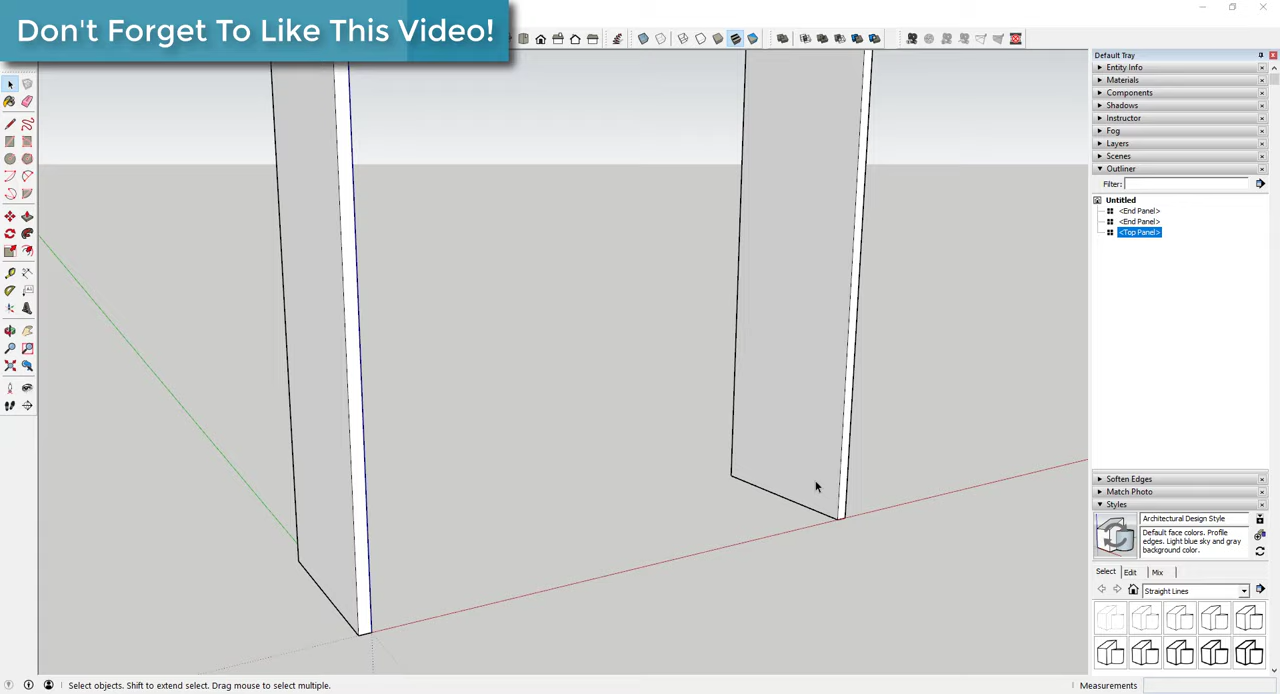 Don't Forget To Like This Video!
Default Tray
Entity Info
Materials
Components
Shadows
Instructor
Fog
Layers
Scenes
Outliner
Filter:
Untitled
<End Panel>
<End Panel>
<Top Panel>
Soften Edges
Match Photo
Styles
Architectural Design Style
Default face colors. Profile
edges. Light blue sky and gray
background color.
Select Edit Mix
Straight Lines
Select objects. Shift to extend select. Drag mouse to select multiple.
Measurements